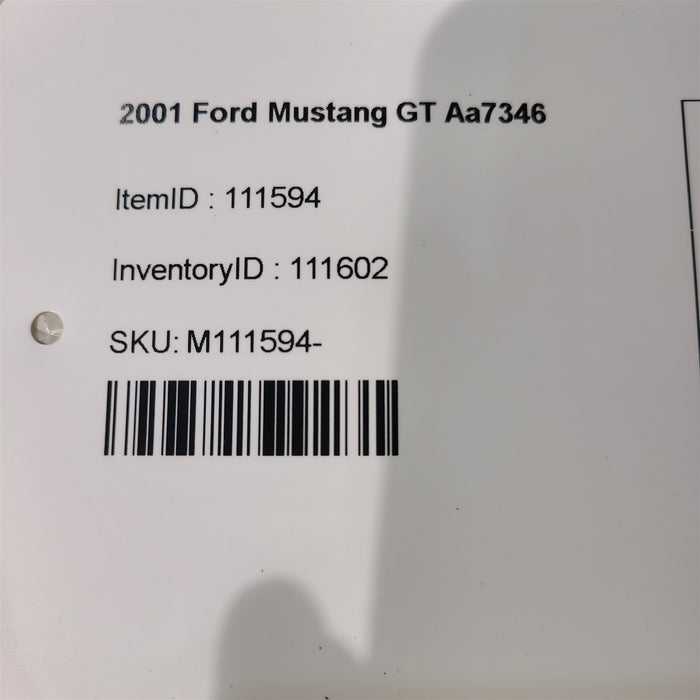 2001 Ford Mustang GT Aa7346
ItemID : 111594
InventoryID : 111602
SKU: M111594-